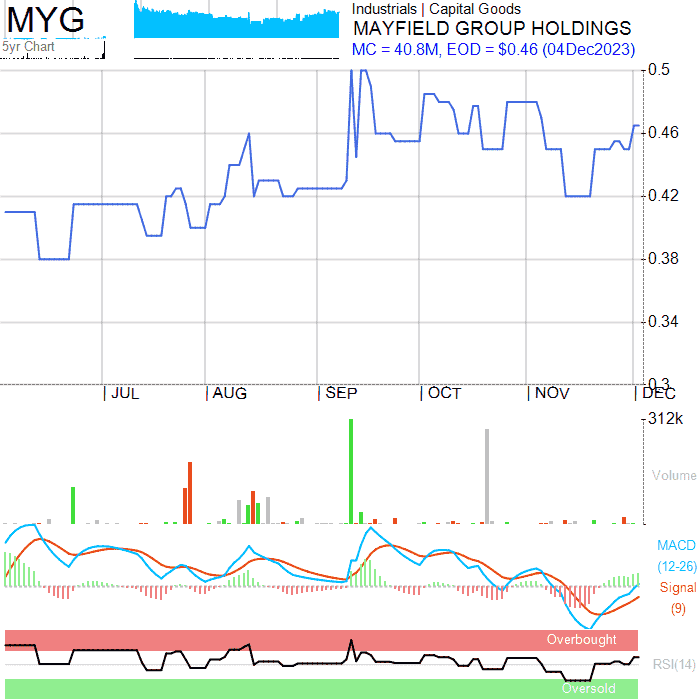 MYG
5yr Chart
Industrials | Capital Goods
MAYFIELD GROUP HOLDINGS
MC = 40.8M, EOD = $0.46 (04Dec2023)
0.5
0.46
0.42
0.38
0.34
0.3
JUL AUG SEP OCT NOV DEC
312k
Volume
MACD
(12-26)
Signal
(9)
Overbought
RSI(14)
Oversold